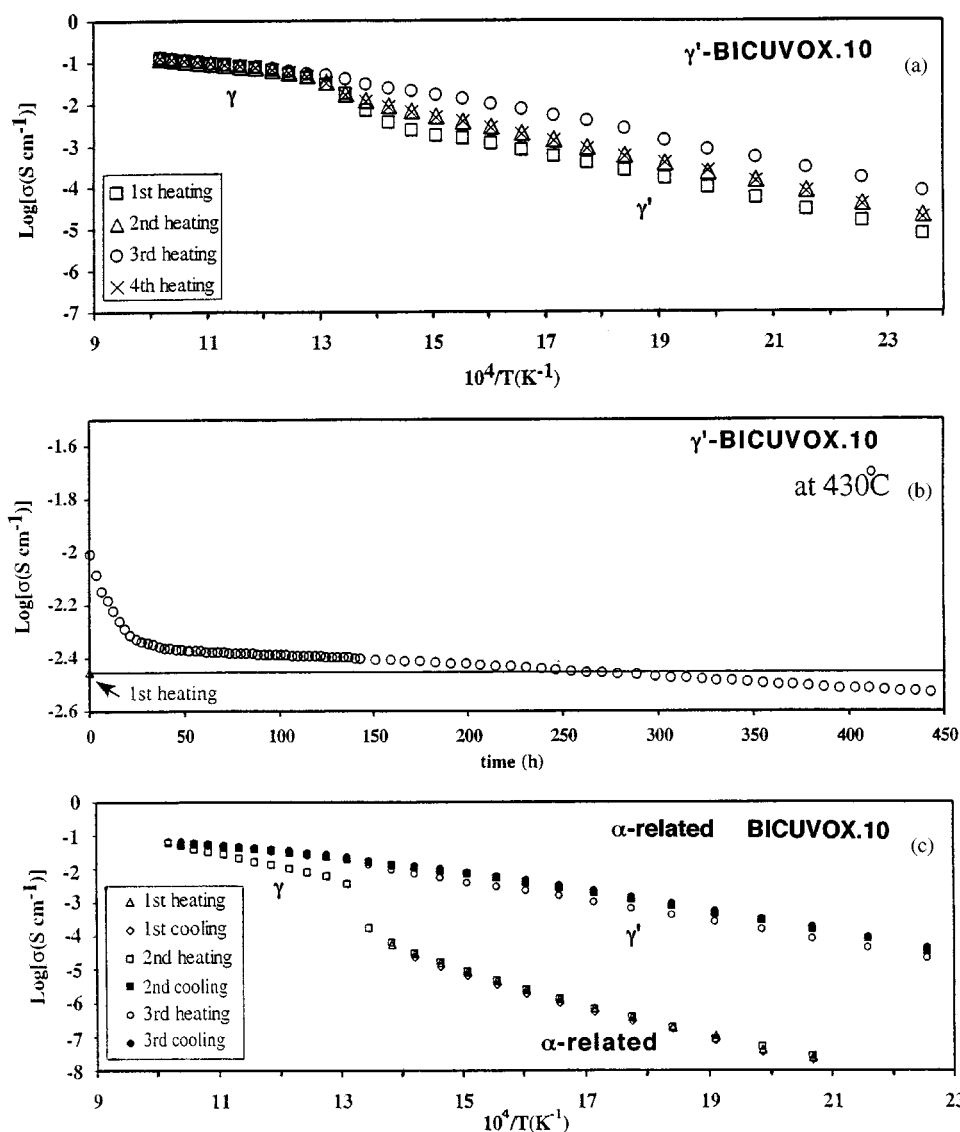 γ'-BICUVOX.10
(a)
Log[σ(S cm-1)]
0
-1
-2
-3
-4
-5
-6
-7
γ
γ'
1st heating
2nd heating
3rd heating
4th heating
9 11 13 15 17 19 21 23
10^4/T(K-1)
γ'-BICUVOX.10
at 430°C (b)
Log[σ(S cm-1)]
-1.6
-1.8
-2
-2.2
-2.4
-2.6
1st heating
0 50 100 150 200 250 300 350 400 450
time (h)
α-related BICUVOX.10
(c)
Log[σ(S cm-1)]
0
-1
-2
-4
-5
-6
-7
-8
γ
γ'
α-related
1st heating
1st cooling
2nd heating
2nd cooling
3rd heating
3rd cooling
9 11 13 15 17 19 21 23
10^4/T(K-1)